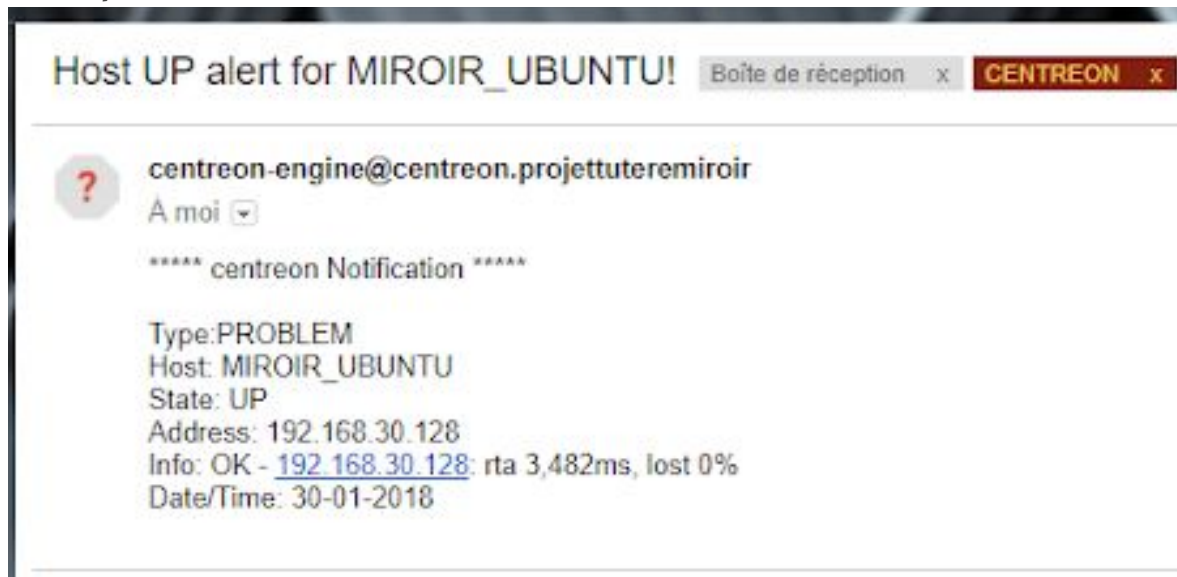 Host UP alert for MIROIR_UBUNTU! Boîte de réception x CENTREON x
?
centreon-engine@centreon.projettuteremiroir
À moi
***** centreon Notification *****
Type:PROBLEM
Host: MIROIR_UBUNTU
State: UP
Address: 192.168.30.128
Info: OK - 192.168.30.128: rta 3,482ms, lost 0%
Date/Time: 30-01-2018